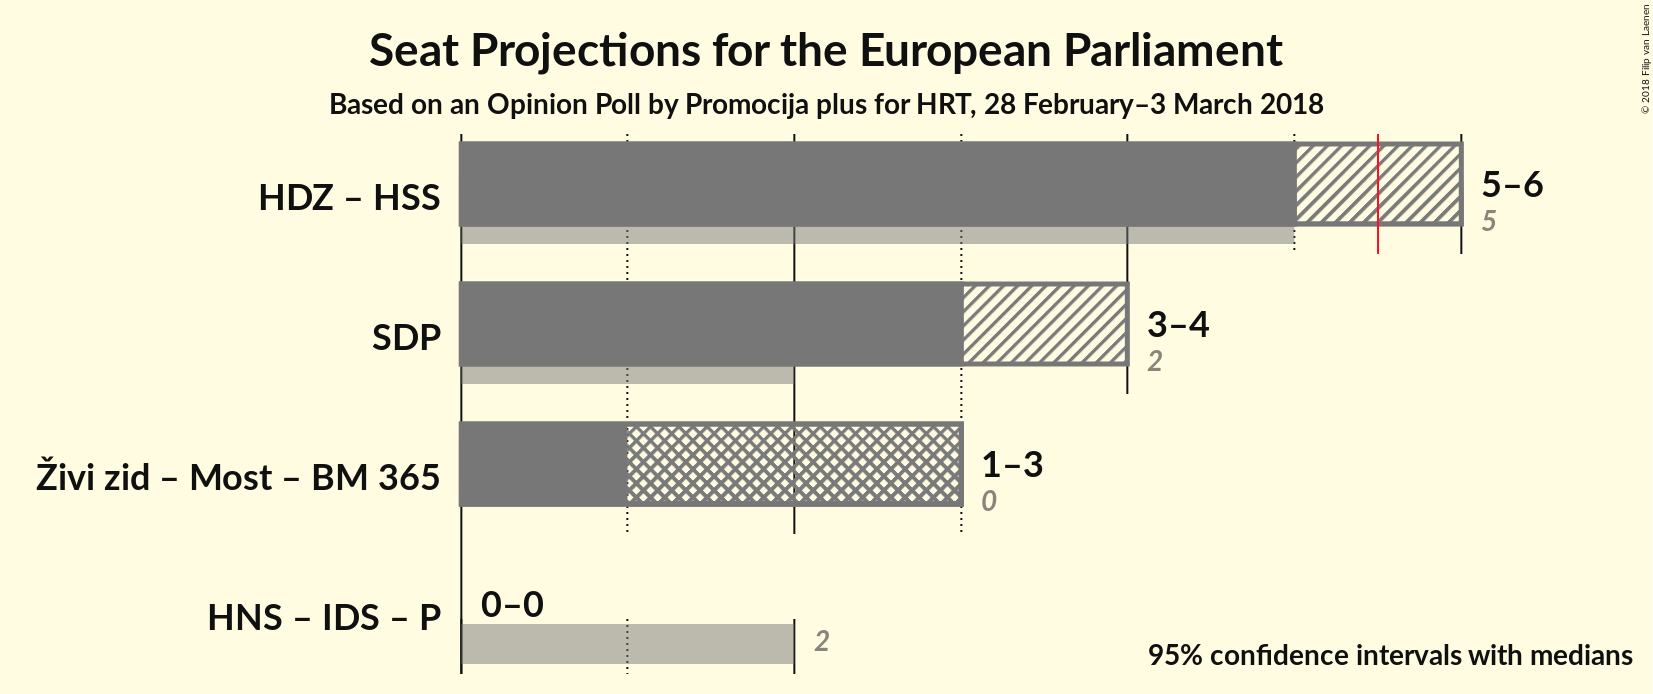 Seat Projections for the European Parliament
Based on an Opinion Poll by Promocija plus for HRT, 28 February–3 March 2018
© 2018 Filip van Laenen
HDZ – HSS
5–6
5
SDP
3–4
2
Živi zid – Most – BM 365
1–3
0
HNS – IDS – P
0–0
2
95% confidence intervals with medians